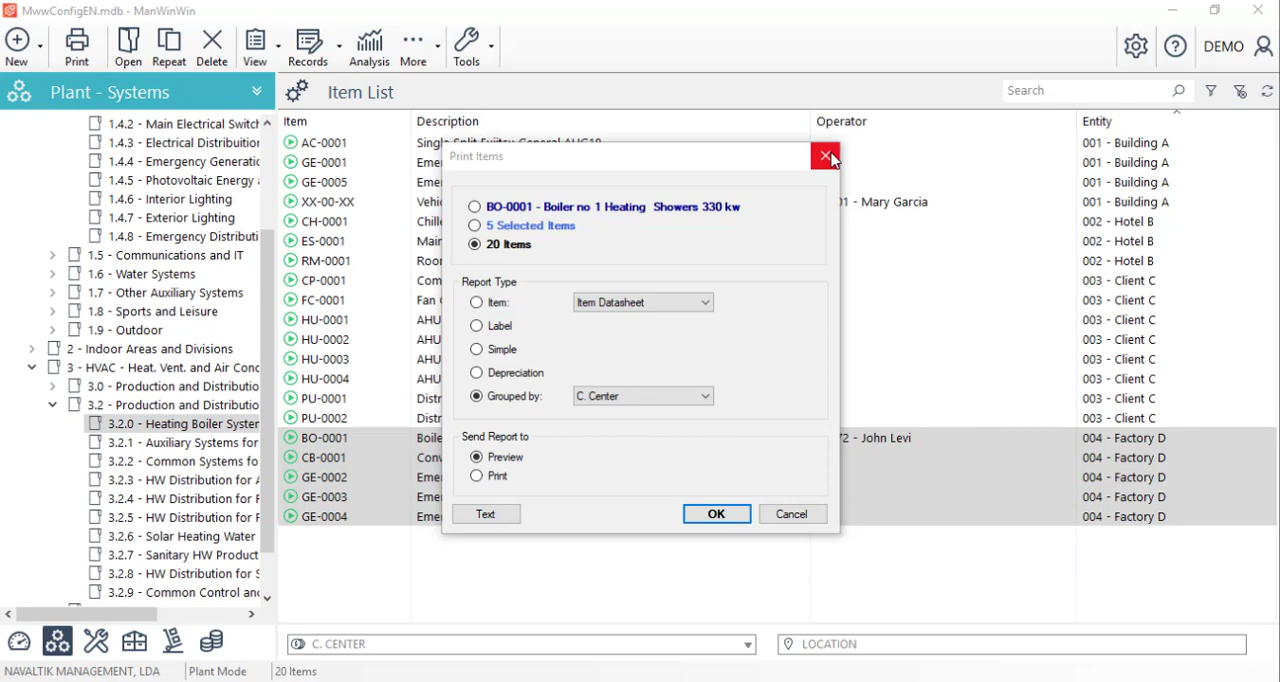 MwwConfigEN.mdb - ManWinWin
New Print Open Repeat Delete View Records Analysis More Tools DEMO
Plant - Systems
Item List
Search
1.4.2 - Main Electrical Switch
1.4.3 - Electrical Distribuition
1.4.4 - Emergency Generatic
1.4.5 - Photovoltaic Energy a
1.4.6 - Interior Lighting
1.4.7 - Exterior Lighting
1.4.8 - Emergency Distributi
1.5 - Communications and IT
1.6 - Water Systems
1.7 - Other Auxiliary Systems
1.8 - Sports and Leisure
1.9 - Outdoor
2 - Indoor Areas and Divisions
3 - HVAC - Heat. Vent. and Air Conc
3.0 - Production and Distributio
3.2 - Production and Distributio
3.2.0 - Heating Boiler Syster
3.2.1 - Auxiliary Systems for
3.2.2 - Common Systems fo
3.2.3 - HW Distribution for A
3.2.4 - HW Distribution for F
3.2.5 - HW Distribution for F
3.2.6 - Solar Heating Water
3.2.7 - Sanitary HW Product
3.2.8 - HW Distribution for S
3.2.9 - Common Control anc
Item Description Operator Entity
AC-0001 Single Split Fujitsu General AUG19 001 - Building A
GE-0001 Eme 001 - Building A
GE-0005 Eme 001 - Building A
XX-00-XX Vehic 01 - Mary Garcia 001 - Building A
CH-0001 Chille 002 - Hotel B
ES-0001 Main 002 - Hotel B
RM-0001 Roor 002 - Hotel B
CP-0001 Com 003 - Client C
FC-0001 Fan C 003 - Client C
HU-0001 AHU 003 - Client C
HU-0002 AHU 003 - Client C
HU-0003 AHU 003 - Client C
HU-0004 AHU 003 - Client C
PU-0001 Distr 003 - Client C
PU-0002 Distr 003 - Client C
BO-0001 Boile 72 - John Levi 004 - Factory D
CB-0001 Conv 004 - Factory D
GE-0002 Eme 004 - Factory D
GE-0003 Eme 004 - Factory D
GE-0004 Eme 004 - Factory D
Print Items
BO-0001 - Boiler no 1 Heating Showers 330 kw
5 Selected Items
20 Items
Report Type
Item: Item Datasheet
Label
Simple
Depreciation
Grouped by: C. Center
Send Report to
Preview
Print
Text OK Cancel
C. CENTER LOCATION
NAVALTIK MANAGEMENT, LDA Plant Mode 20 Items